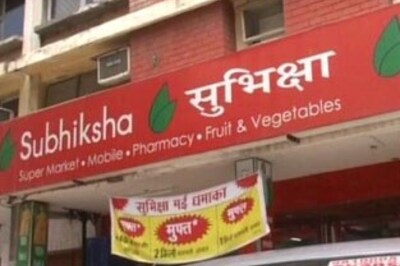 Subhiksha सुभिक्षा
Super Market • Mobile • Pharmacy • Fruit & Vegetables
सुभिक्षा मई धमाका
मुफ्त मुफ्त